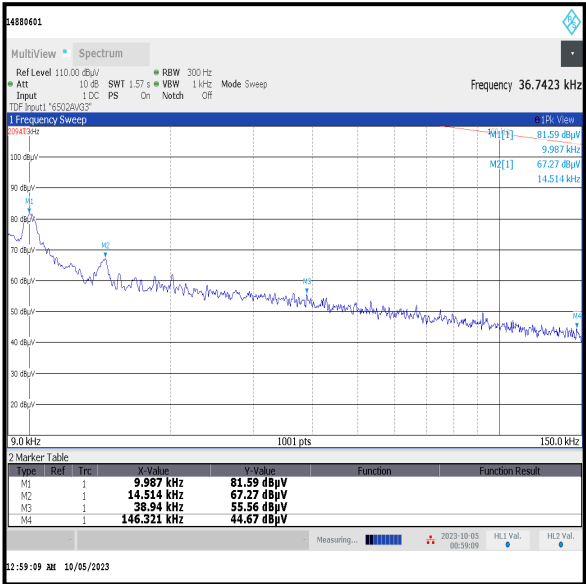 14880601
MultiView
Spectrum
Ref Level 110.00 dBµV RBW 300 Hz
Att 10 dB SWT 1.57 s VBW 1 kHz Mode Sweep
Input 1 DC PS On Notch Off
Frequency 36.7423 kHz
TDF Input1 "6502AVG3"
1 Frequency Sweep 1Pk View
M1[1] 81.59 dBµV
9.987 kHz
M2[1] 67.27 dBµV
14.514 kHz
100 dBµV
90 dBµV
M1
80 dBµV
M2
70 dBµV
60 dBµV
M3
50 dBµV
M4
40 dBµV
30 dBµV
20 dBµV
9.0 kHz 1001 pts 150.0 kHz
2 Marker Table
Type Ref Trc X-Value Y-Value Function Function Result
M1 1 9.987 kHz 81.59 dBµV
M2 1 14.514 kHz 67.27 dBµV
M3 1 38.94 kHz 55.56 dBµV
M4 1 146.321 kHz 44.67 dBµV
Measuring... 2023-10-05 00:59:09 HL1 Val. HL2 Val.
12:59:09 AM 10/05/2023